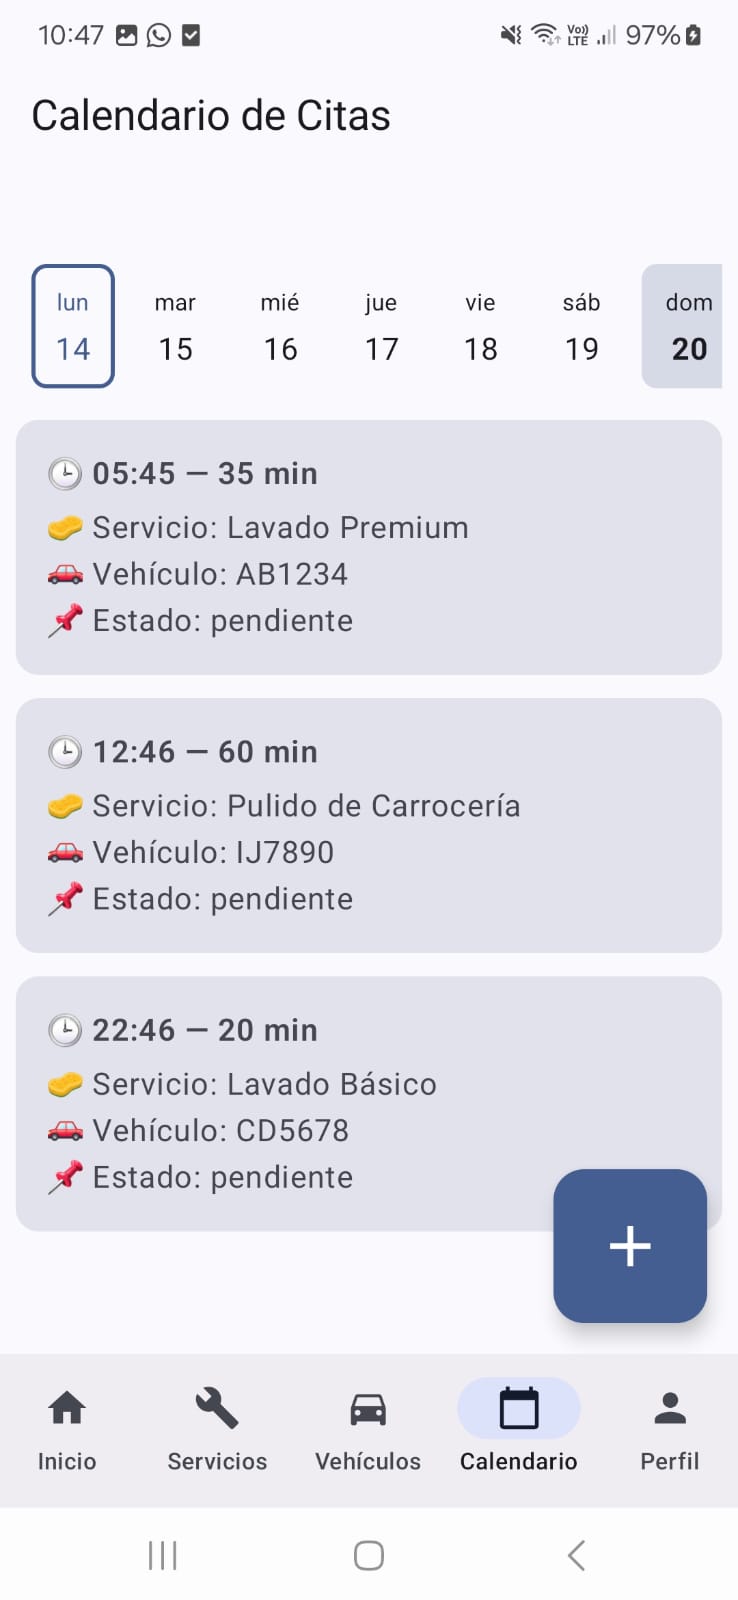 10:47
Vo))
LTE
97%
Calendario de Citas
lun mar mié jue vie sáb dom
14 15 16 17 18 19 20
05:45 — 35 min
Servicio: Lavado Premium
Vehículo: AB1234
Estado: pendiente
12:46 — 60 min
Servicio: Pulido de Carrocería
Vehículo: IJ7890
Estado: pendiente
22:46 — 20 min
Servicio: Lavado Básico
Vehículo: CD5678
Estado: pendiente
+
Inicio Servicios Vehículos Calendario Perfil